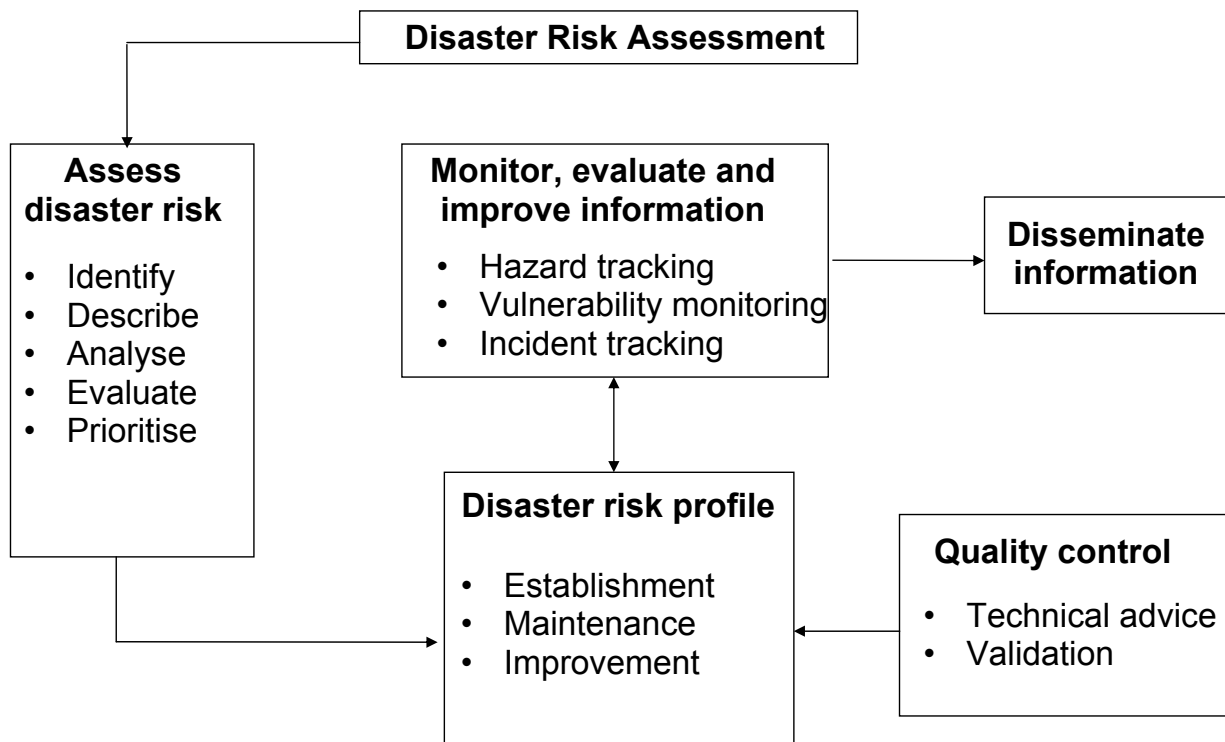 Disaster Risk Assessment
Assess
disaster risk
• Identify
• Describe
• Analyse
• Evaluate
• Prioritise
Monitor, evaluate and
improve information
• Hazard tracking
• Vulnerability monitoring
• Incident tracking
Disseminate
information
Disaster risk profile
• Establishment
• Maintenance
• Improvement
Quality control
• Technical advice
• Validation